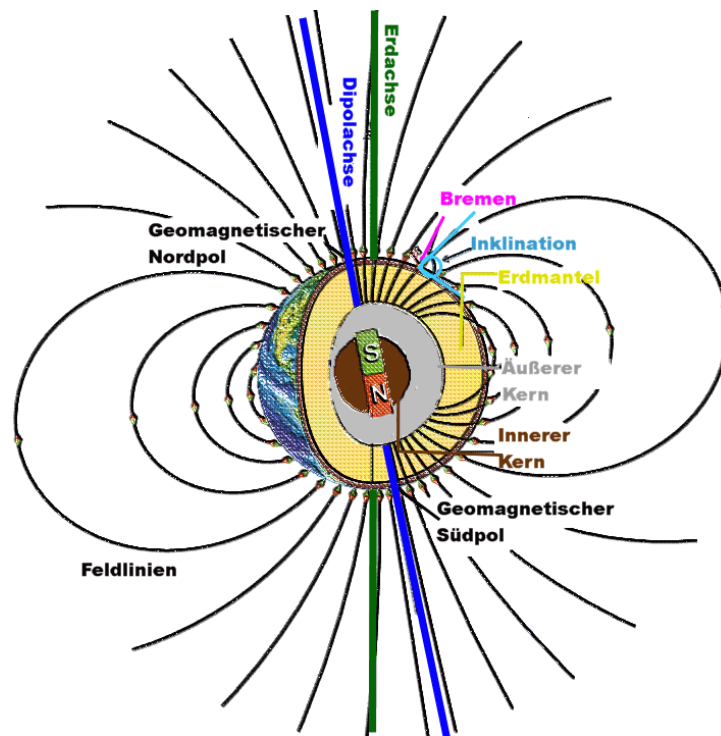 Erdachse
Dipolachse
Bremen
Geomagnetischer
Nordpol
Inklination
Erdmantel
S
N
Äußerer
Kern
Innerer
Kern
Geomagnetischer
Südpol
Feldlinien